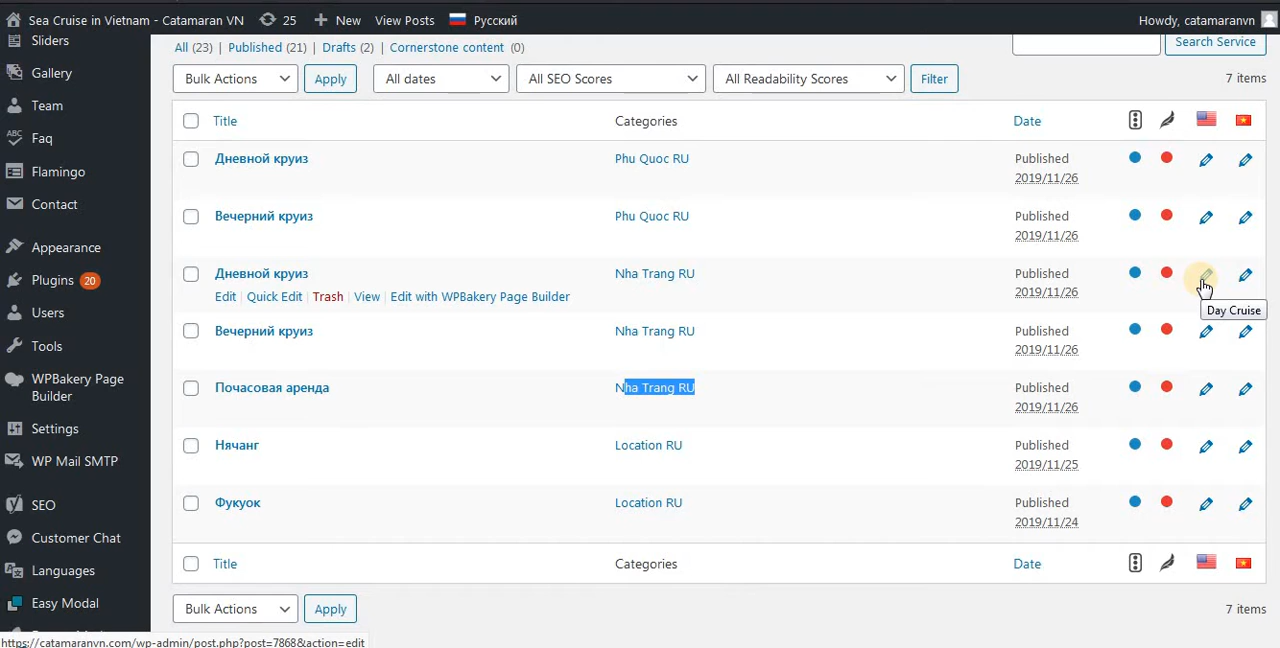 Sea Cruise in Vietnam - Catamaran VN 25 New View Posts Русский Howdy, catamaranvn
Sliders
Gallery
Team
Faq
Flamingo
Contact
Appearance
Plugins 20
Users
Tools
WPBakery Page Builder
Settings
WP Mail SMTP
SEO
Customer Chat
Languages
Easy Modal
All (23) | Published (21) | Drafts (2) | Cornerstone content (0)
Search Service
Bulk Actions Apply All dates All SEO Scores All Readability Scores Filter 7 items
Title Categories Date
Дневной круиз Phu Quoc RU Published
2019/11/26
Вечерний круиз Phu Quoc RU Published
2019/11/26
Дневной круиз Nha Trang RU Published
Edit | Quick Edit | Trash | View | Edit with WPBakery Page Builder 2019/11/26
Day Cruise
Вечерний круиз Nha Trang RU Published
2019/11/26
Почасовая аренда Nha Trang RU Published
2019/11/26
Нячанг Location RU Published
2019/11/25
Фукуок Location RU Published
2019/11/24
Title Categories Date
Bulk Actions Apply 7 items
https://catamaranvn.com/wp-admin/post.php?post=7868&action=edit